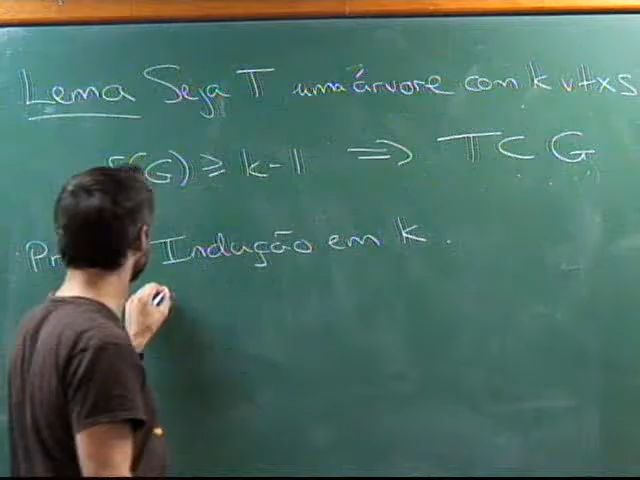 Lema Seja T uma árvore com k vtxs
(G) ≥ k-1 => T ⊂ G
Indução em k.